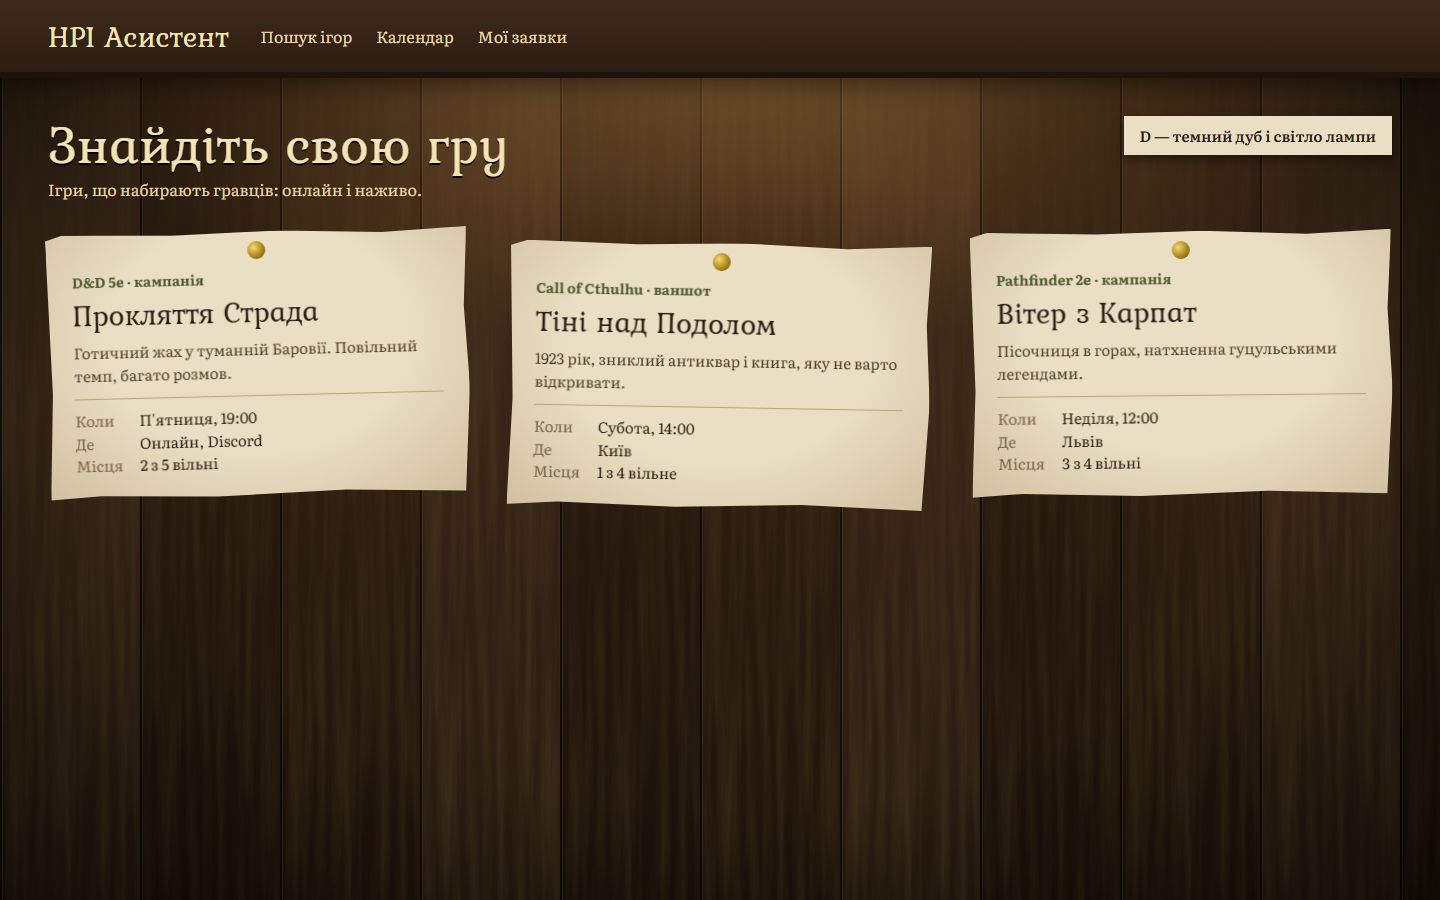 НРІ Асистент
Пошук ігор
Календар
Мої заявки
Знайдіть свою гру
D — темний дуб і світло лампи
Ігри, що набирають гравців: онлайн і наживо.
D&D 5e · кампанія
Прокляття Страда
Готичний жах у туманній Баровії. Повільний
темп, багато розмов.
Коли П'ятниця, 19:00
Де Онлайн, Discord
Місця 2 з 5 вільні
Call of Cthulhu · ваншот
Тіні над Подолом
1923 рік, зниклий антиквар і книга, яку не варто
відкривати.
Коли Субота, 14:00
Де Київ
Місця 1 з 4 вільне
Pathfinder 2e · кампанія
Вітер з Карпат
Пісочниця в горах, натхненна гуцульськими
легендами.
Коли Неділя, 12:00
Де Львів
Місця 3 з 4 вільні